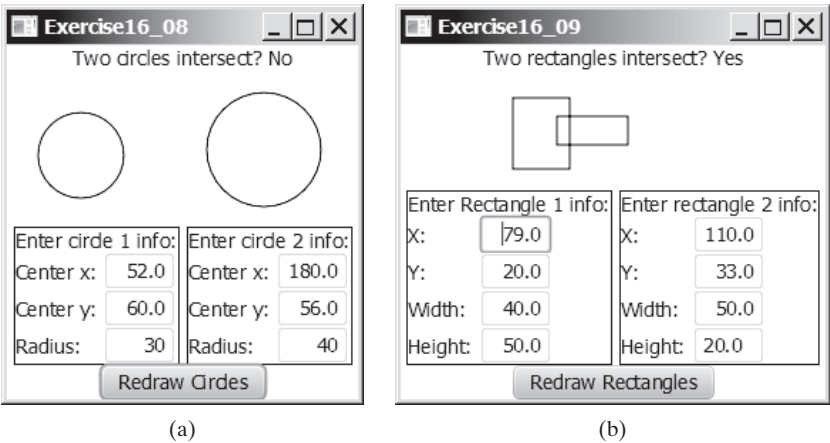 Exercise16_08
Two circles intersect? No
Enter circle 1 info:
Center x: 52.0
Center y: 60.0
Radius: 30
Enter circle 2 info:
Center x: 180.0
Center y: 56.0
Radius: 40
Redraw Circles
(a)
Exercise16_09
Two rectangles intersect? Yes
Enter Rectangle 1 info:
X: 79.0
Y: 20.0
Width: 40.0
Height: 50.0
Enter rectangle 2 info:
X: 110.0
Y: 33.0
Width: 50.0
Height: 20.0
Redraw Rectangles
(b)